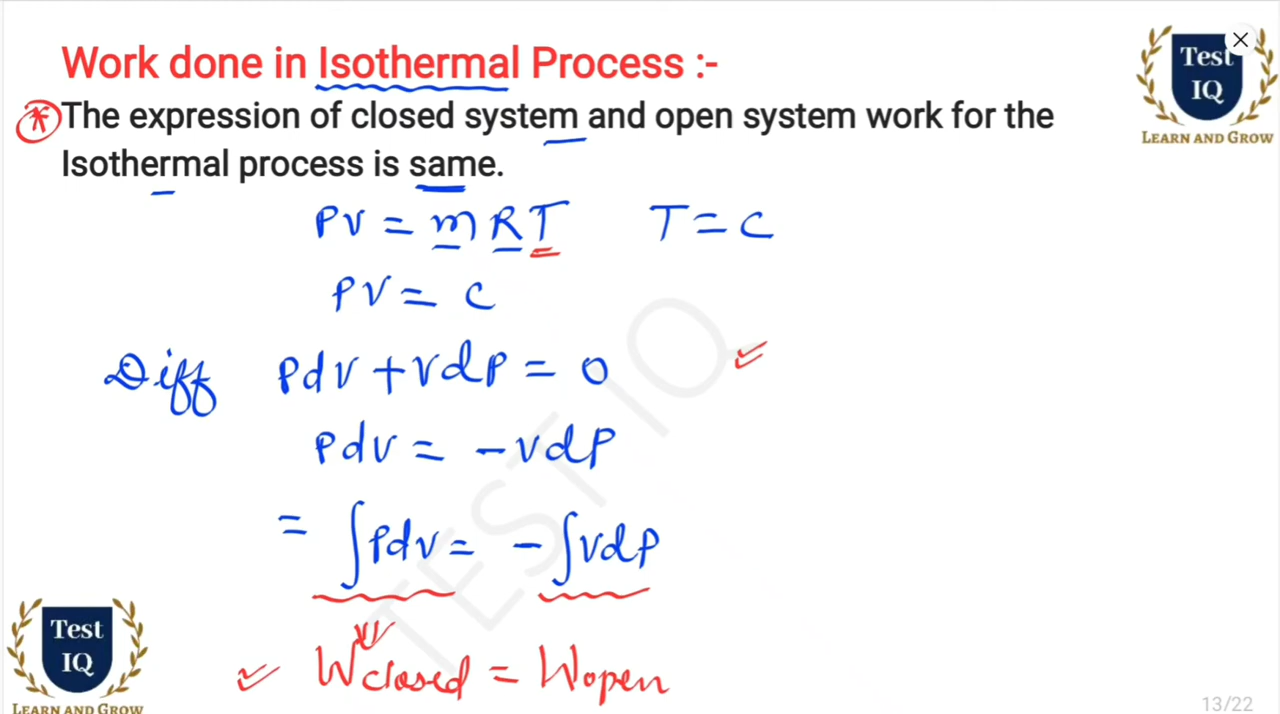 Work done in Isothermal Process :-
The expression of closed system and open system work for the
Isothermal process is same.
PV = mRT T = C
PV = C
Diff Pdv + vdp = 0
Pdv = -vdp
= ∫Pdv = -∫vdp
Wclosed = Wopen
Test
IQ
LEARN AND GROW
TEST IQ
Test
IQ
LEARN AND GROW
13/22